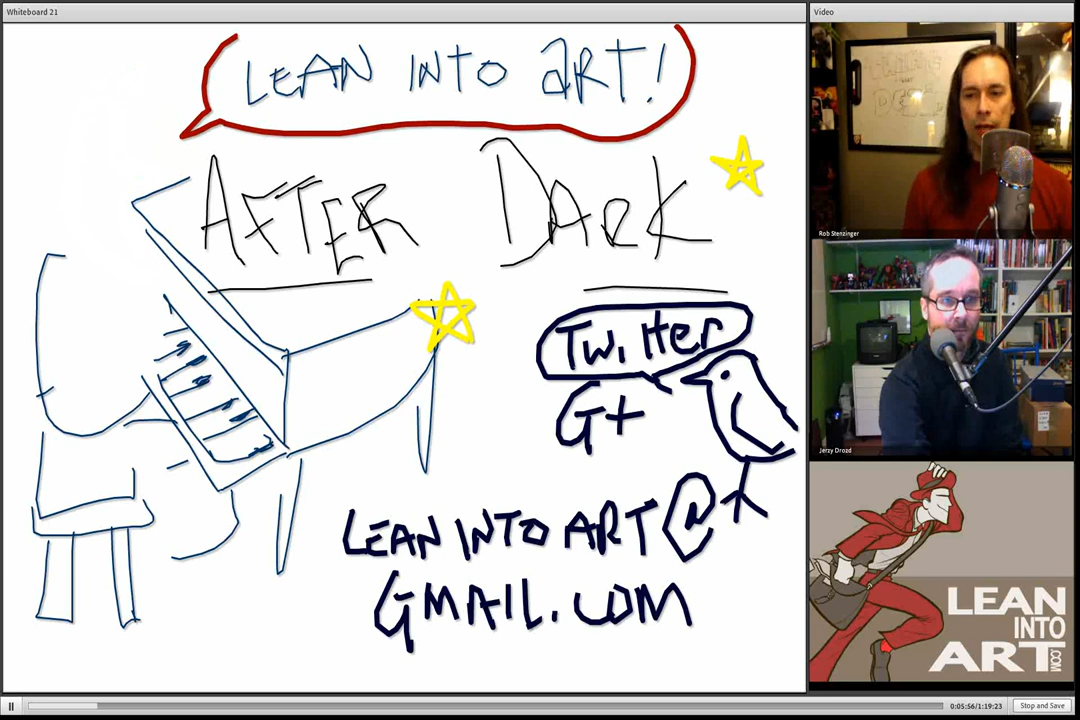 Whiteboard 21
Video
LEAN INTO ART!
AFTER DARK
Twitter
G+
LEAN INTO ART@
GMAIL.COM
Rob Stenzinger
Jerzy Drozd
LEAN
INTO
ART.COM
0:05:56/1:19:23
Stop and Save